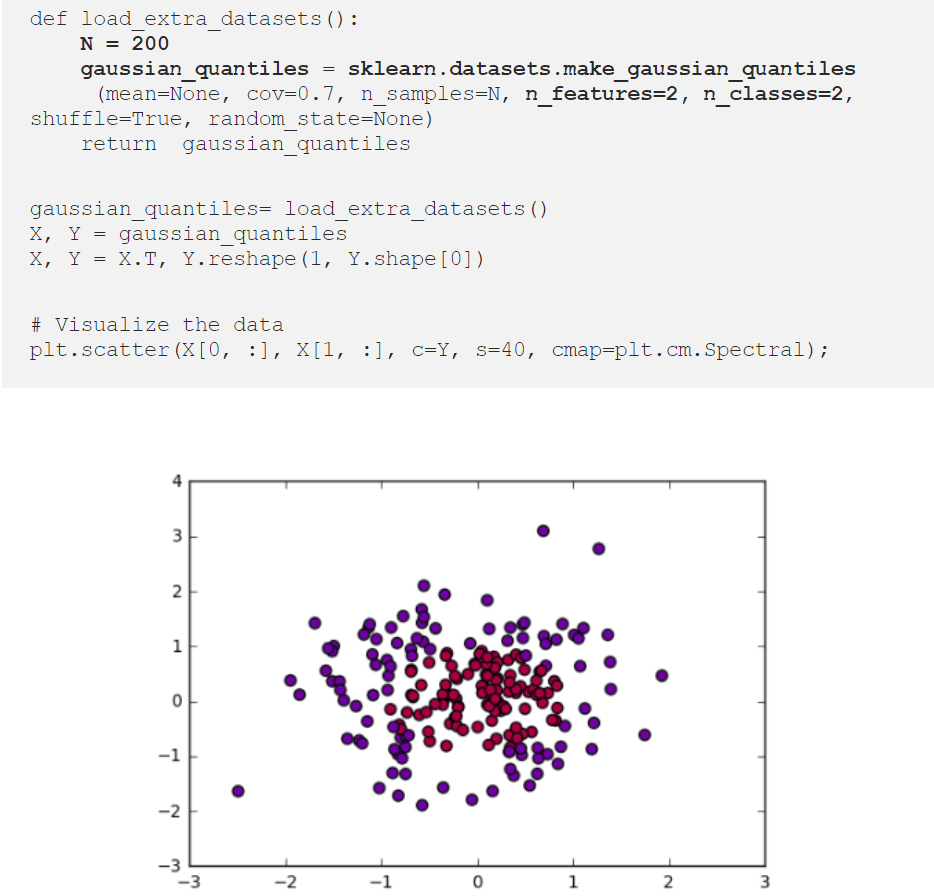 def load_extra_datasets():
    N = 200
    gaussian_quantiles = sklearn.datasets.make_gaussian_quantiles
     (mean=None, cov=0.7, n_samples=N, n_features=2, n_classes=2,
shuffle=True, random_state=None)
    return  gaussian_quantiles
gaussian_quantiles= load_extra_datasets()
X, Y = gaussian_quantiles
X, Y = X.T, Y.reshape(1, Y.shape[0])
# Visualize the data
plt.scatter(X[0, :], X[1, :], c=Y, s=40, cmap=plt.cm.Spectral);
4
3
2
1
0
−1
−2
−3
−3 −2 −1 0 1 2 3